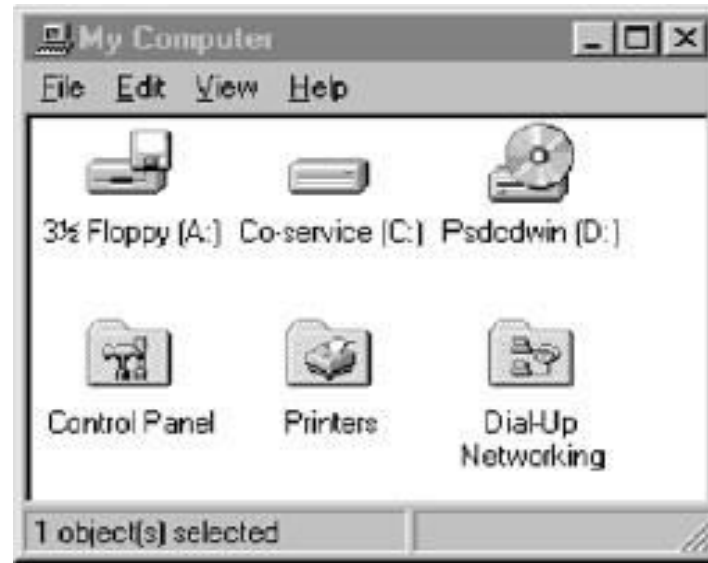 My Computer
File Edit View Help
3½ Floppy (A:) Co-service (C:) Psdcdwin (D:)
Control Panel Printers Dial-Up
Networking
1 object(s) selected